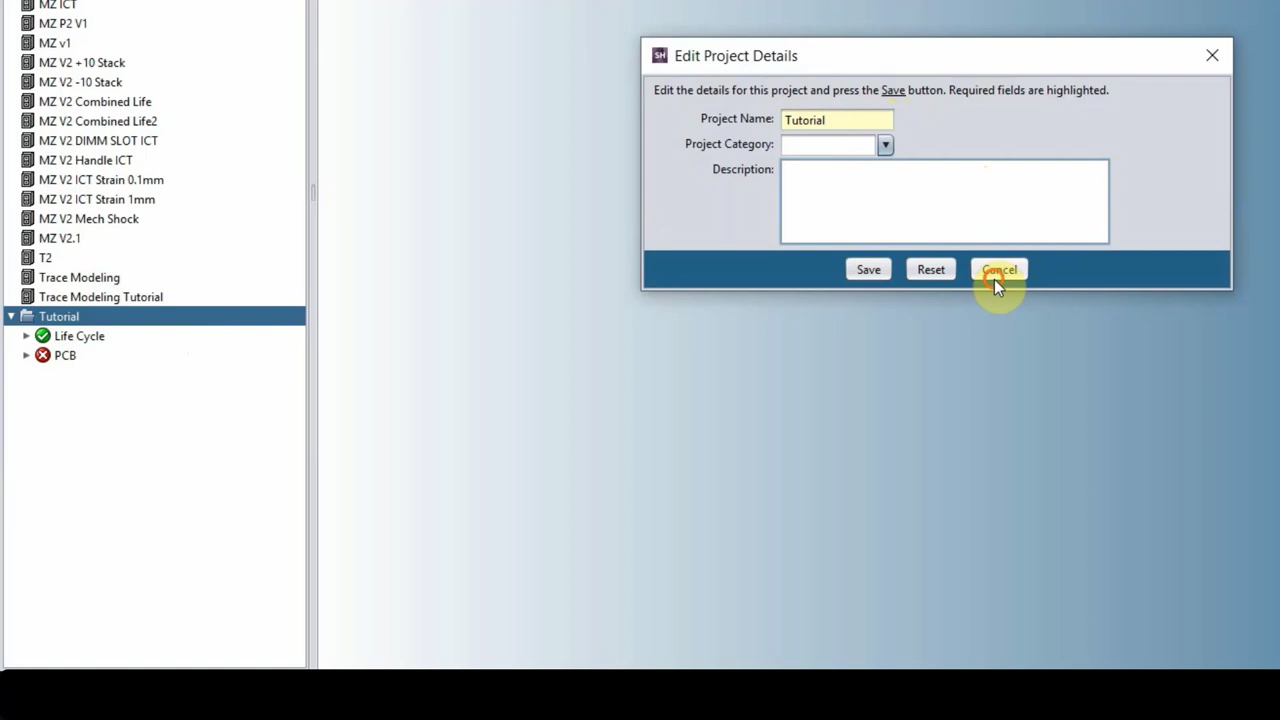 MZ ICT
MZ P2 V1
MZ v1
MZ V2 +10 Stack
MZ V2 -10 Stack
MZ V2 Combined Life
MZ V2 Combined Life2
MZ V2 DIMM SLOT ICT
MZ V2 Handle ICT
MZ V2 ICT Strain 0.1mm
MZ V2 ICT Strain 1mm
MZ V2 Mech Shock
MZ V2.1
T2
Trace Modeling
Trace Modeling Tutorial
Tutorial
Life Cycle
PCB
SH Edit Project Details
Edit the details for this project and press the Save button. Required fields are highlighted.
Project Name: Tutorial
Project Category:
Description:
Save Reset Cancel